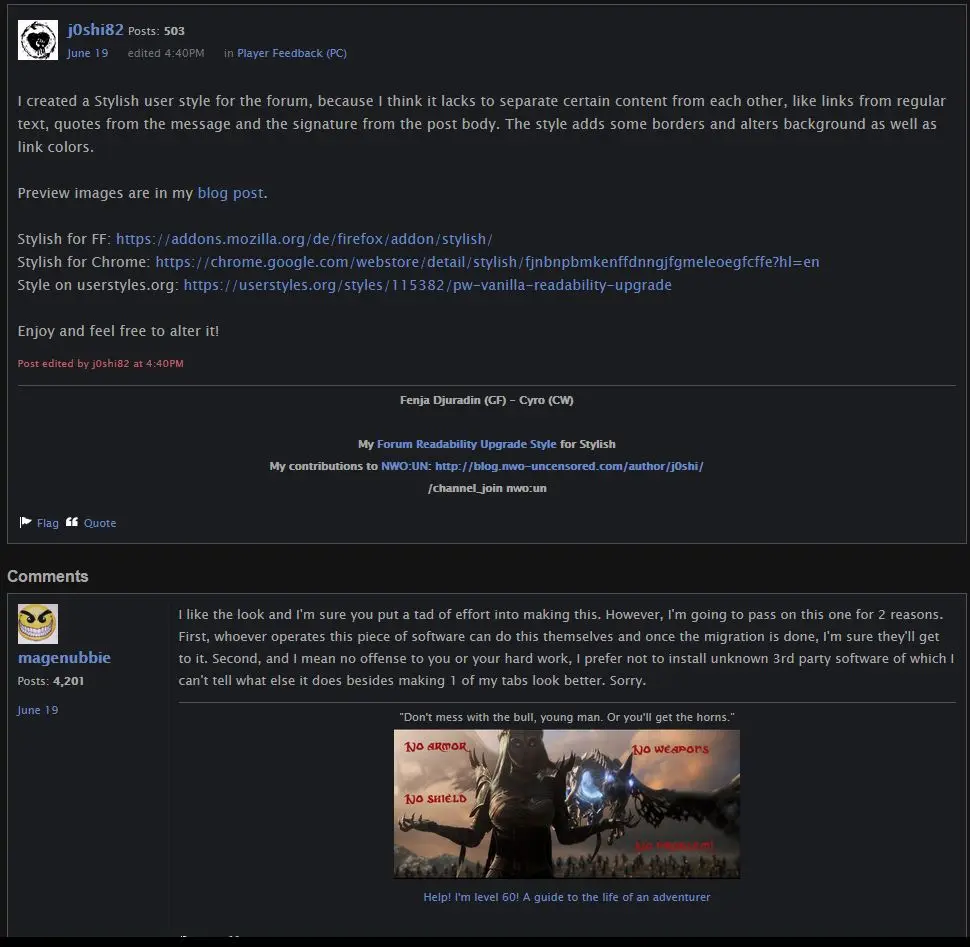 j0shi82 Posts: 503
June 19 edited 4:40PM in Player Feedback (PC)
I created a Stylish user style for the forum, because I think it lacks to separate certain content from each other, like links from regular
text, quotes from the message and the signature from the post body. The style adds some borders and alters background as well as
link colors.
Preview images are in my blog post.
Stylish for FF: https://addons.mozilla.org/de/firefox/addon/stylish/
Stylish for Chrome: https://chrome.google.com/webstore/detail/stylish/fjnbnpbmkenffdnngjfgmeleoegfcffe?hl=en
Style on userstyles.org: https://userstyles.org/styles/115382/pw-vanilla-readability-upgrade
Enjoy and feel free to alter it!
Post edited by j0shi82 at 4:40PM
Fenja Djuradin (GF) - Cyro (CW)
My Forum Readability Upgrade Style for Stylish
My contributions to NWO:UN: http://blog.nwo-uncensored.com/author/j0shi/
/channel_join nwo:un
Flag Quote
Comments
magenubbie
Posts: 4,201
June 19
I like the look and I'm sure you put a tad of effort into making this. However, I'm going to pass on this one for 2 reasons.
First, whoever operates this piece of software can do this themselves and once the migration is done, I'm sure they'll get
to it. Second, and I mean no offense to you or your hard work, I prefer not to install unknown 3rd party software of which I
can't tell what else it does besides making 1 of my tabs look better. Sorry.
"Don't mess with the bull, young man. Or you'll get the horns."
No armor
No weapons
No shield
No
Help! I'm level 60! A guide to the life of an adventurer